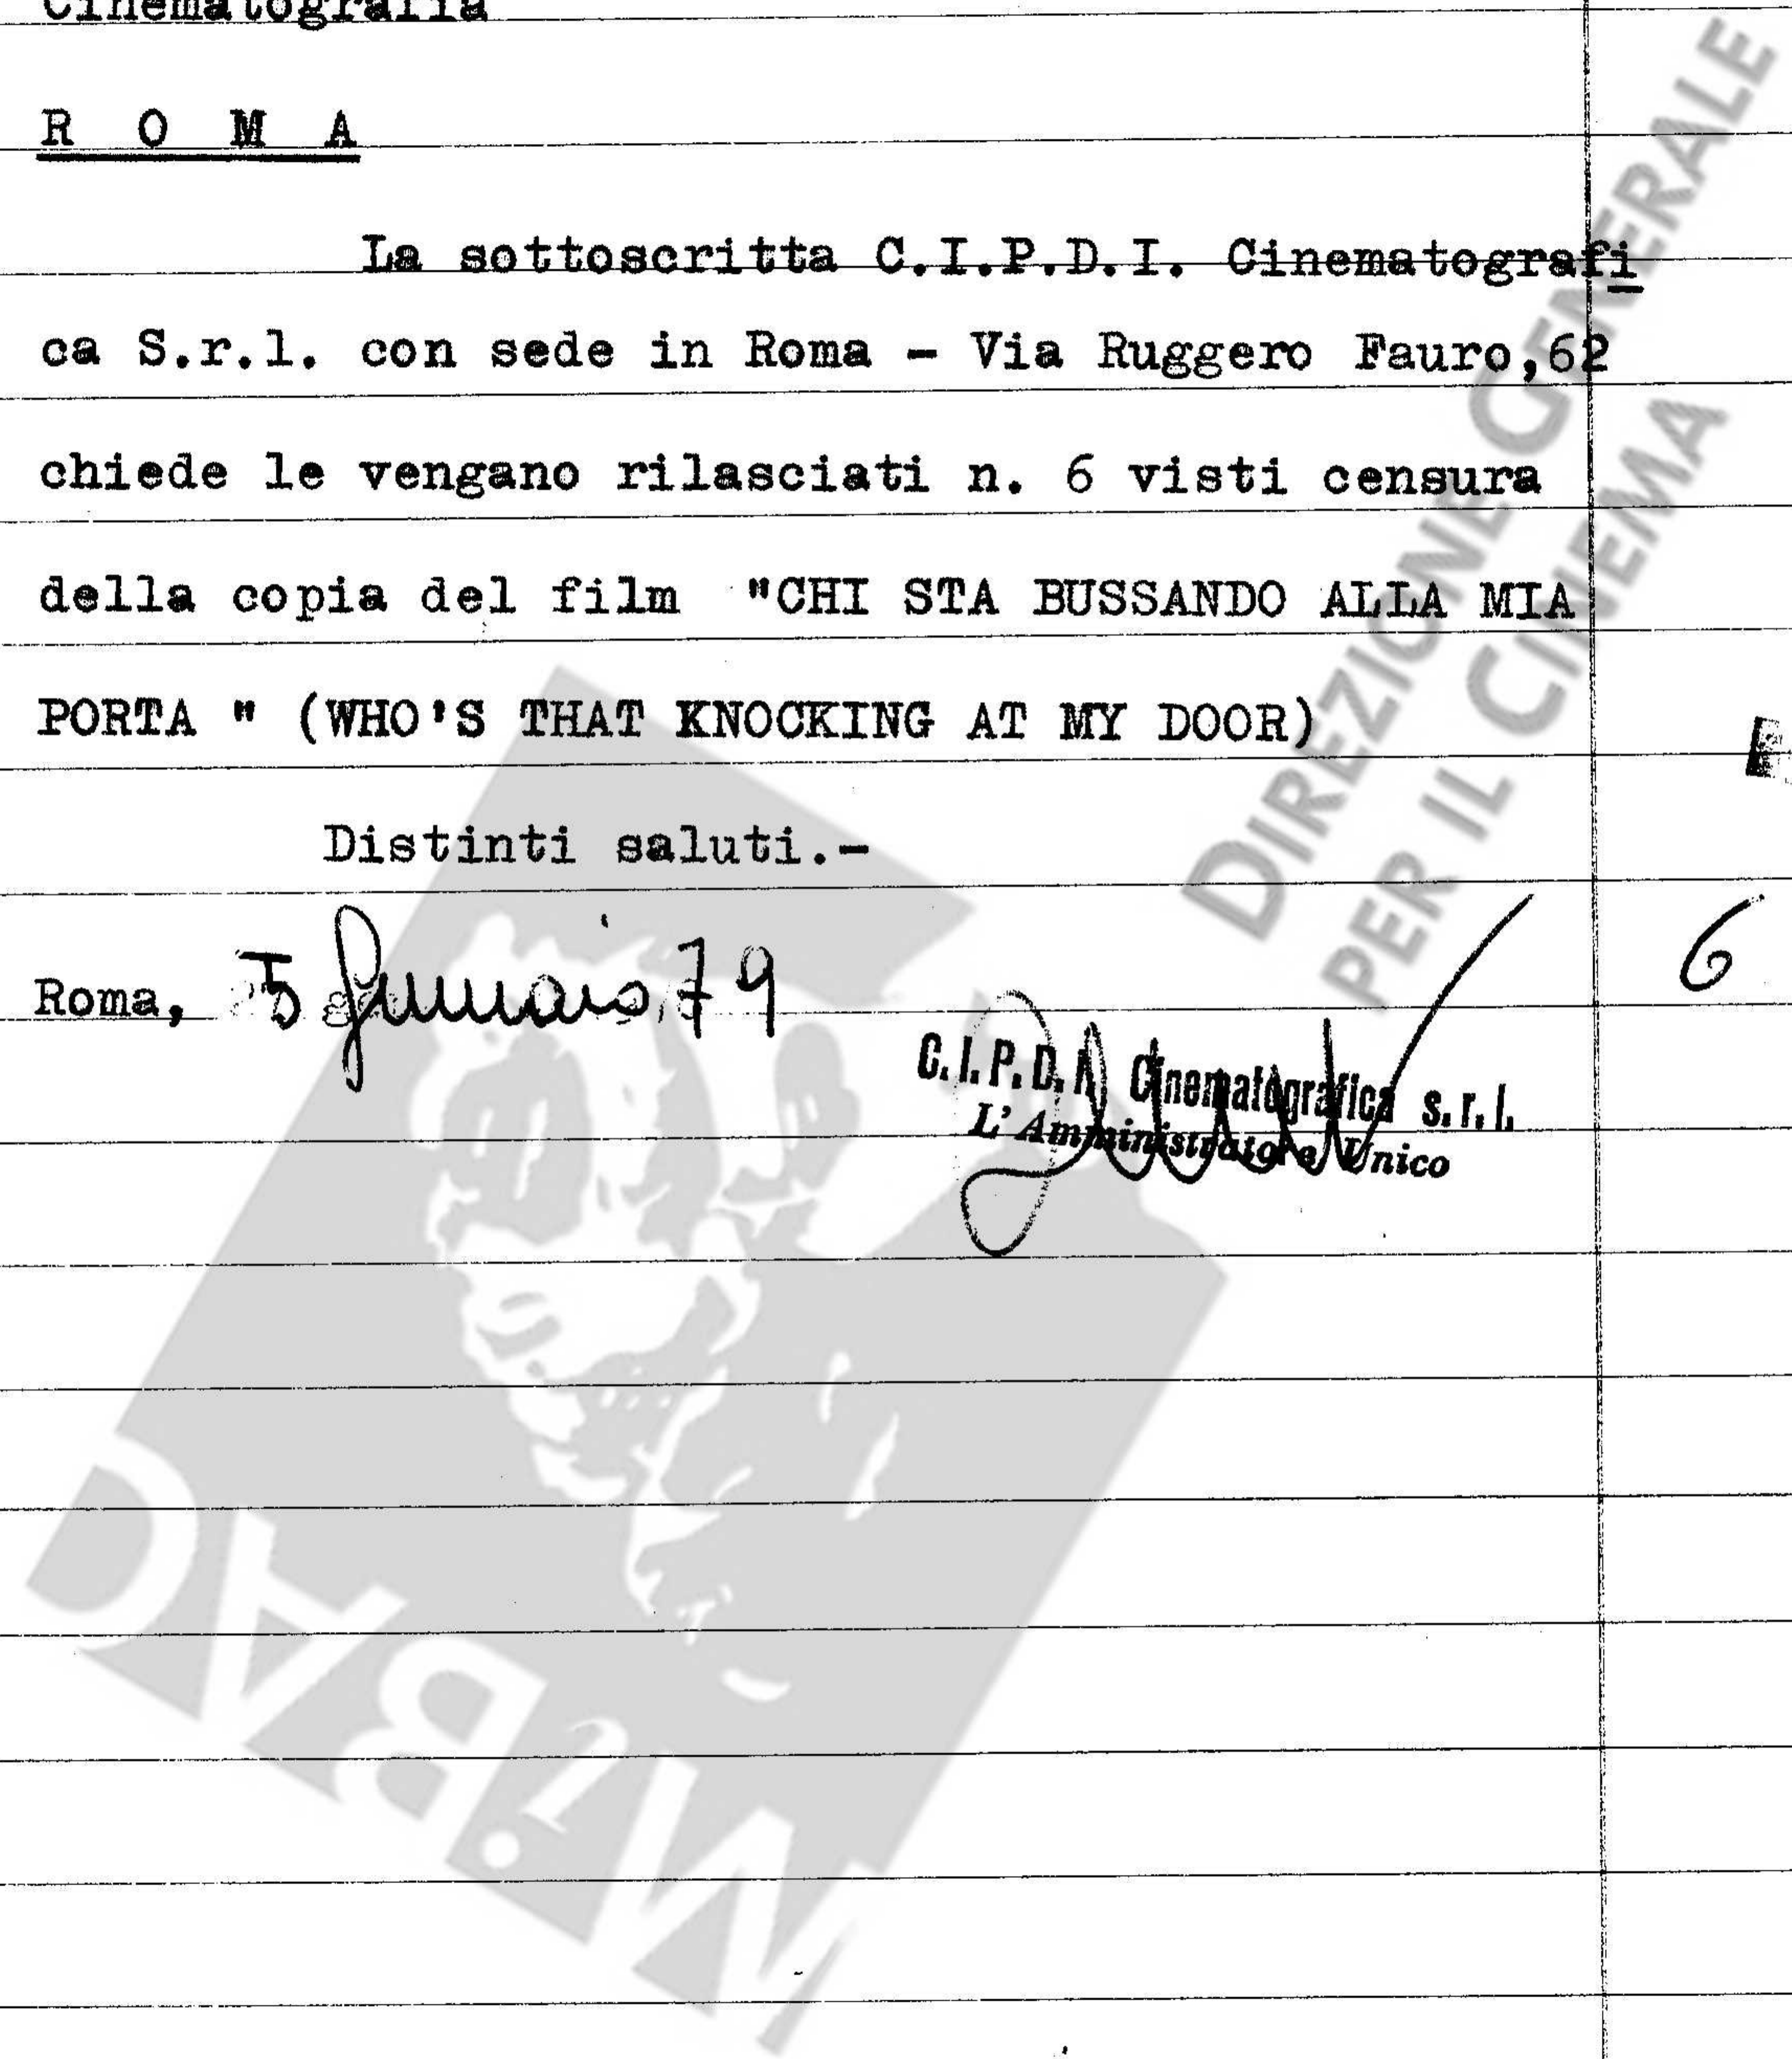 Cinematografia
R O M A
La sottoscritta C.I.P.D.I. Cinematografi
ca S.r.l. con sede in Roma - Via Ruggero Fauro,62
chiede le vengano rilasciati n. 6 visti censura
della copia del film "CHI STA BUSSANDO ALLA MIA
PORTA " (WHO'S THAT KNOCKING AT MY DOOR)
Distinti saluti.-
Roma, 5 Gennaio 79
6
C.I.P.D.I. Cinematografica s.r.l.
L'Amministratore Unico
DIREZIONE GENERALE
PER IL CINEMA
MiBAC